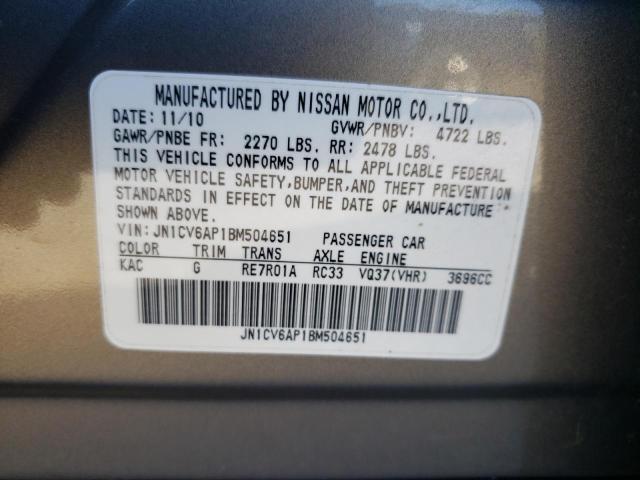 MANUFACTURED BY NISSAN MOTOR CO.,LTD.
DATE: 11/10 GVWR/PNBV: 4722 LBS.
GAWR/PNBE FR: 2270 LBS. RR: 2478 LBS.
THIS VEHICLE CONFORMS TO ALL APPLICABLE FEDERAL
MOTOR VEHICLE SAFETY,BUMPER,AND THEFT PREVENTION
STANDARDS IN EFFECT ON THE DATE OF MANUFACTURE
SHOWN ABOVE.
VIN: JN1CV6AP1BM504651 PASSENGER CAR
COLOR TRIM TRANS AXLE ENGINE
KAC G RE7R01A RC33 VQ37(VHR) 3696CC
JN1CV6AP1BM504651